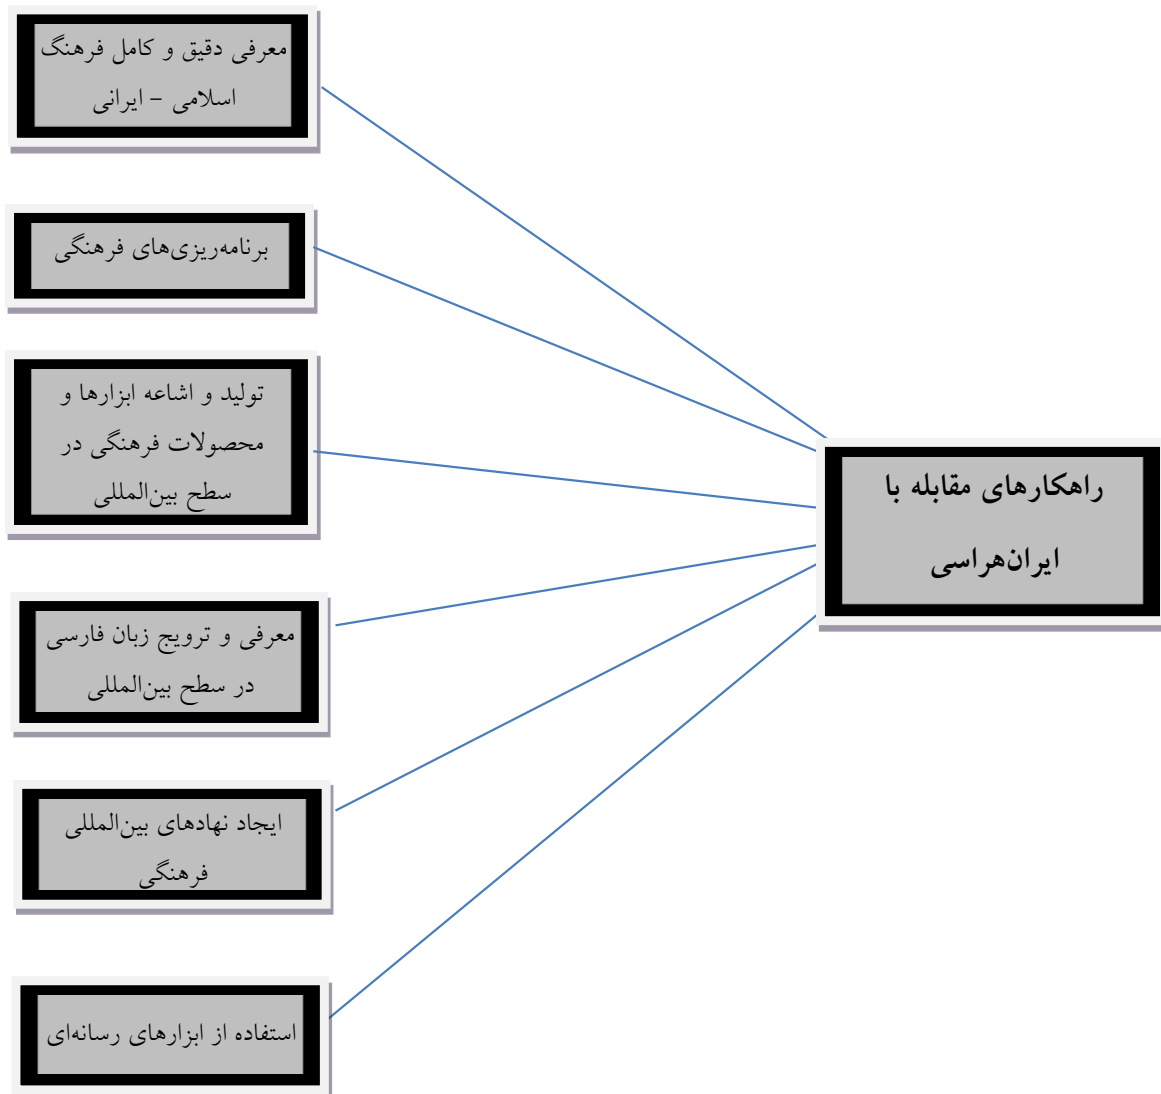 راهکارهای مقابله با
ایران‌هراسی
معرفی دقیق و کامل فرهنگ
اسلامی – ایرانی
برنامه‌ریزی‌های فرهنگی
تولید و اشاعه ابزارها و
محصولات فرهنگی در
سطح بین‌المللی
معرفی و ترویج زبان فارسی
در سطح بین‌المللی
ایجاد نهادهای بین‌المللی
فرهنگی
استفاده از ابزارهای رسانه‌ای